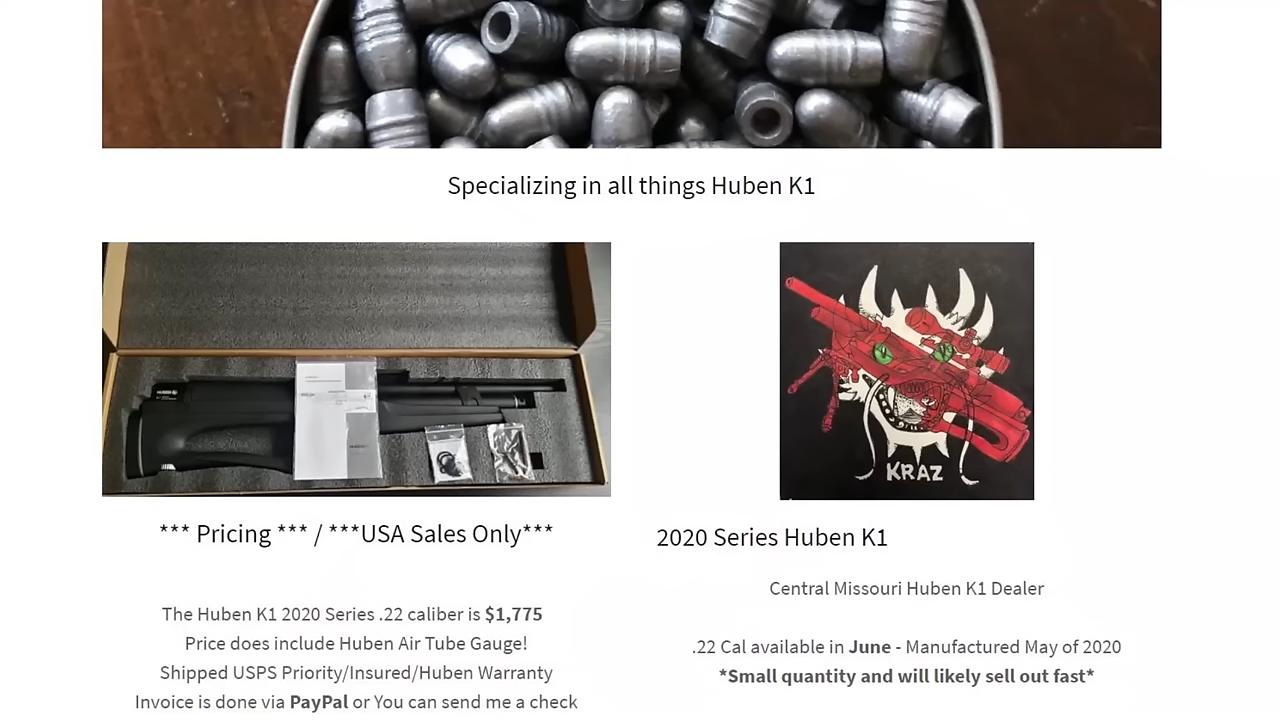 Specializing in all things Huben K1
KRAZ
*** Pricing *** / ***USA Sales Only***
2020 Series Huben K1
The Huben K1 2020 Series .22 caliber is $1,775
Price does include Huben Air Tube Gauge!
Shipped USPS Priority/Insured/Huben Warranty
Invoice is done via PayPal or You can send me a check
Central Missouri Huben K1 Dealer
.22 Cal available in June - Manufactured May of 2020
*Small quantity and will likely sell out fast*